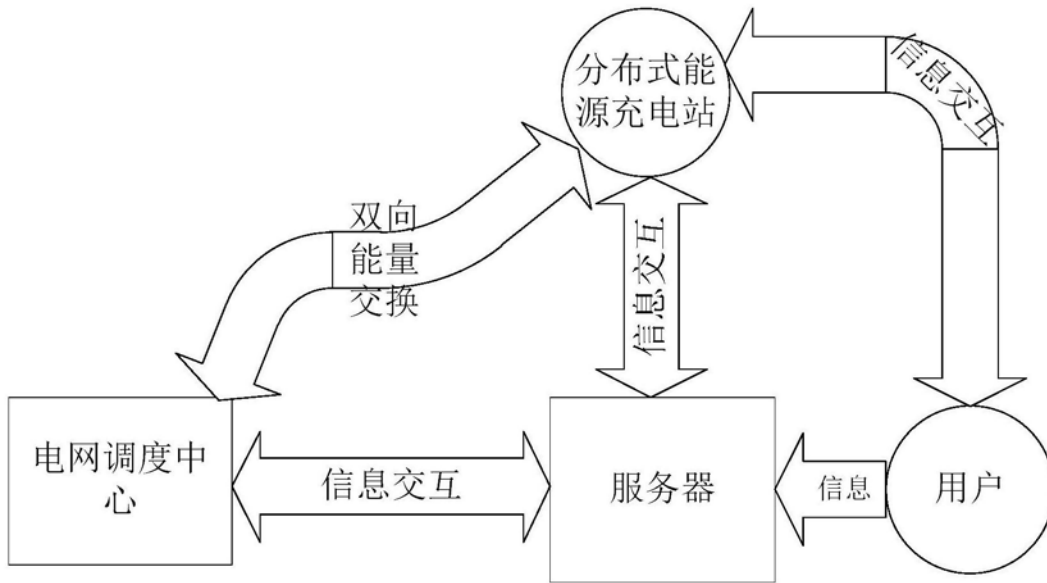 分布式能
源充电站
信息交互
双向
能量
交换
信息交互
电网调度中
心
信息交互
服务器
信息
用户